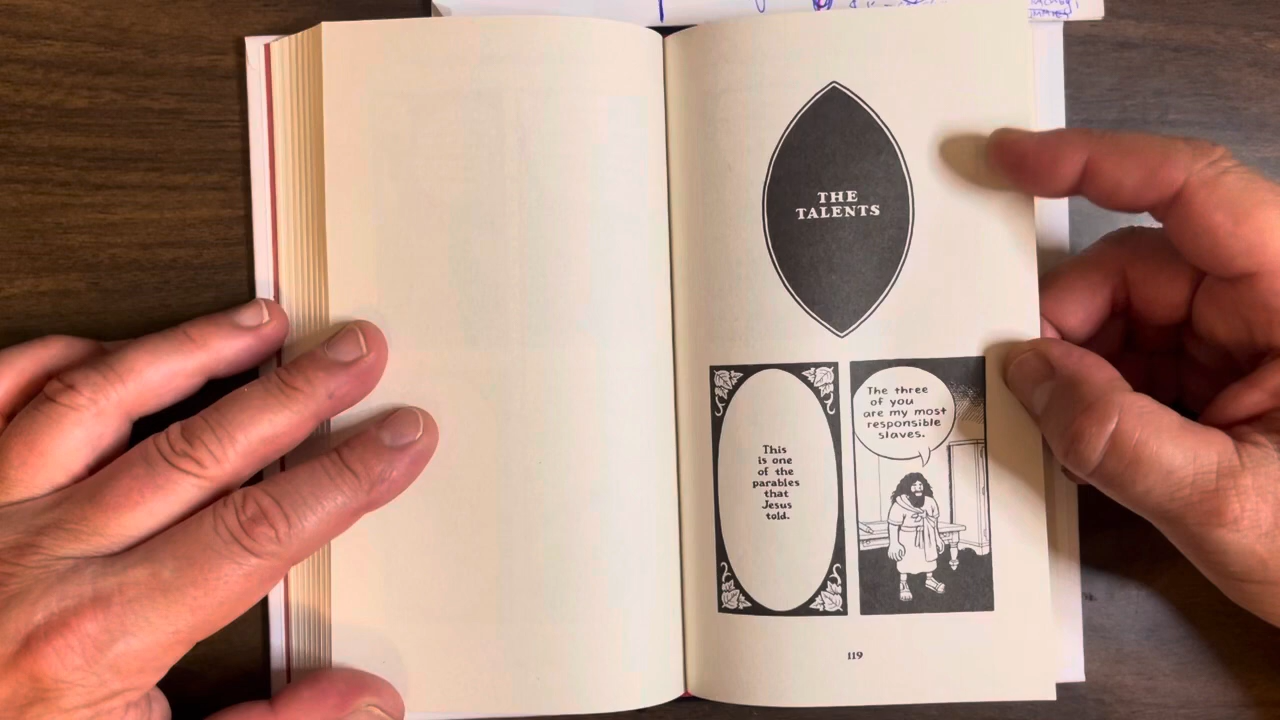 THE
TALENTS
This
is one
of the
parables
that
Jesus
told.
The three
of you
are my most
responsible
slaves.
119